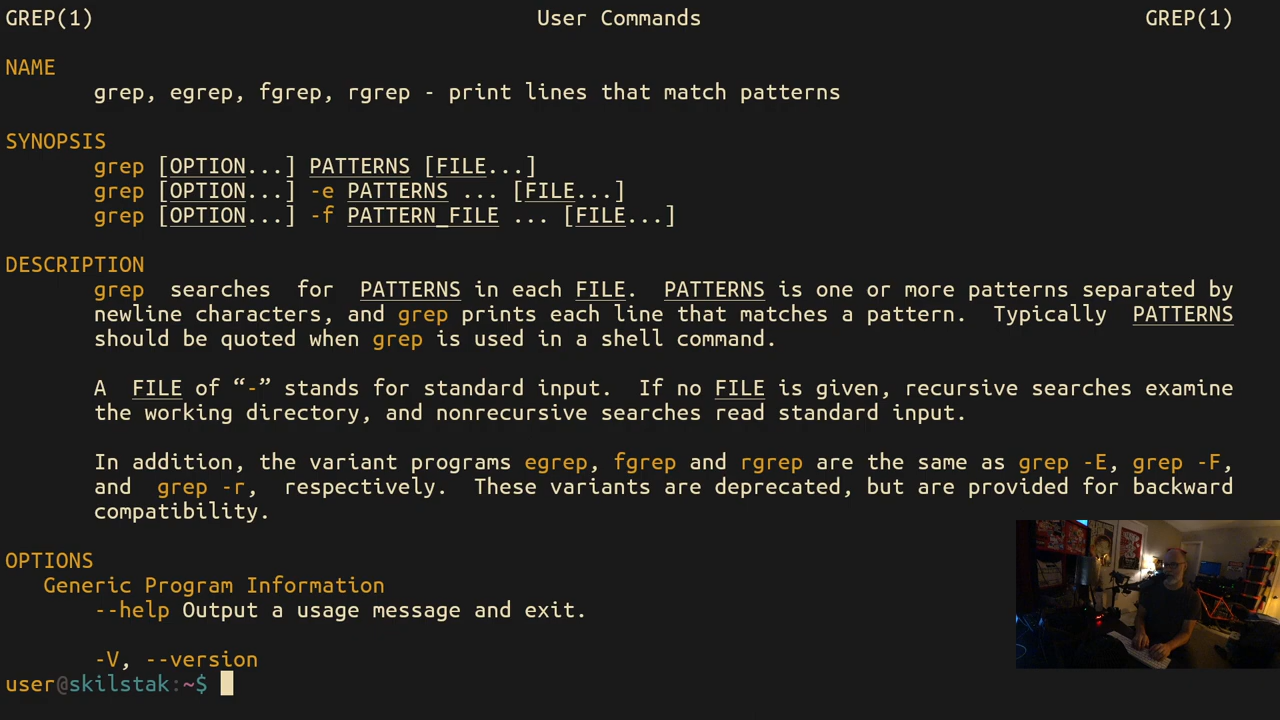 GREP(1) User Commands GREP(1)
NAME
grep, egrep, fgrep, rgrep - print lines that match patterns
SYNOPSIS
grep [OPTION...] PATTERNS [FILE...]
grep [OPTION...] -e PATTERNS ... [FILE...]
grep [OPTION...] -f PATTERN_FILE ... [FILE...]
DESCRIPTION
grep searches for PATTERNS in each FILE. PATTERNS is one or more patterns separated by
newline characters, and grep prints each line that matches a pattern. Typically PATTERNS
should be quoted when grep is used in a shell command.
A FILE of “-” stands for standard input. If no FILE is given, recursive searches examine
the working directory, and nonrecursive searches read standard input.
In addition, the variant programs egrep, fgrep and rgrep are the same as grep -E, grep -F,
and grep -r, respectively. These variants are deprecated, but are provided for backward
compatibility.
OPTIONS
Generic Program Information
--help Output a usage message and exit.
-V, --version
user@skilstak:~$